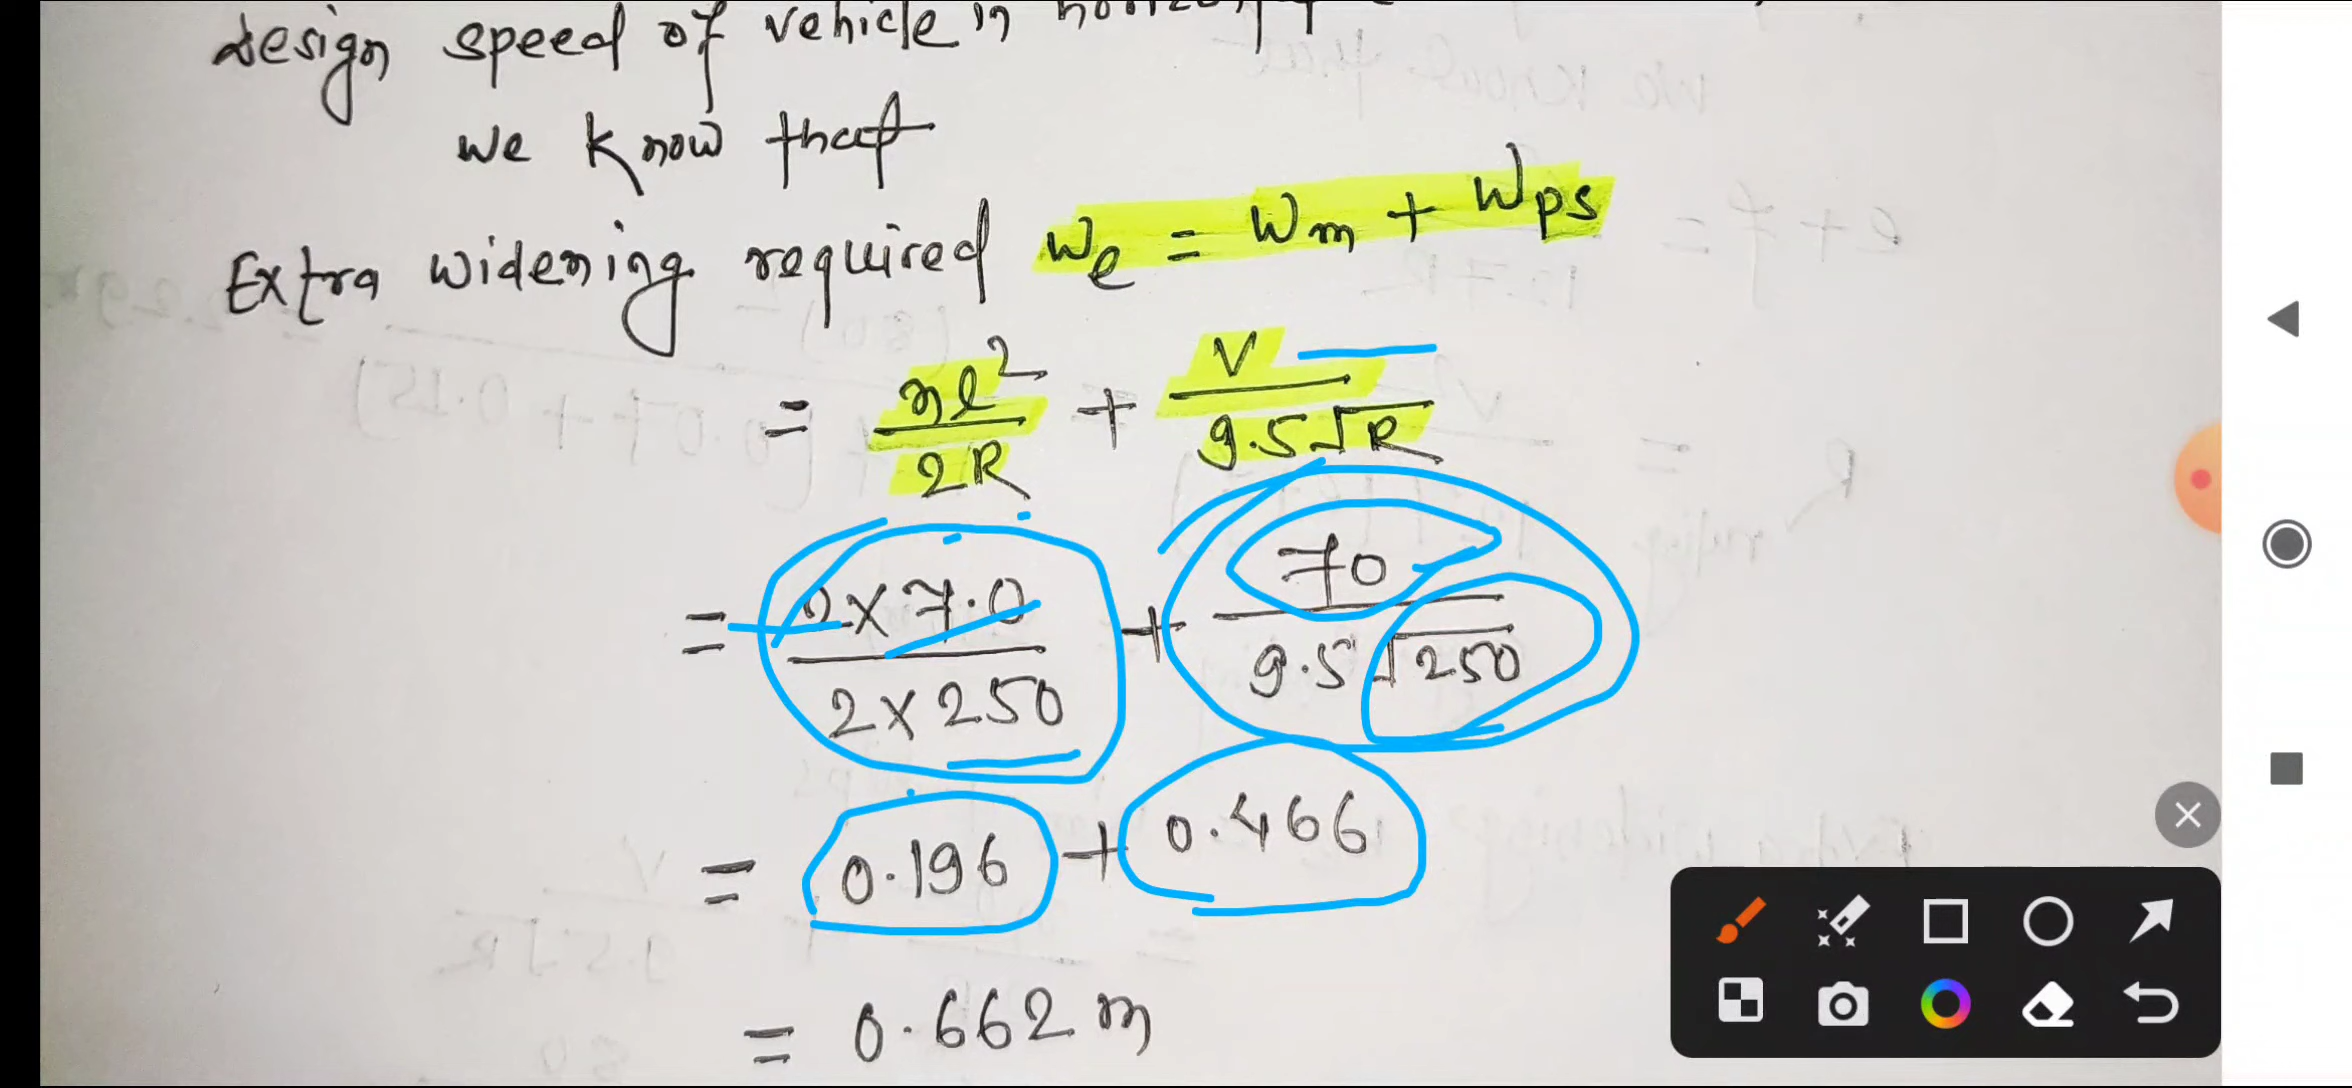 design speed of vehicle in
we know that
Extra widening required We = Wm + Wps
= nl²/2R + V/9.5√R
= 2×7.0/2×250 + 70/9.5√250
= 0.196 + 0.466
= 0.662 m